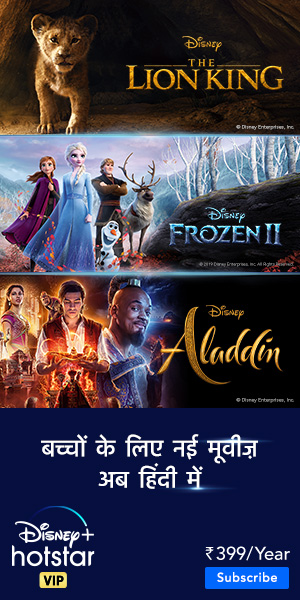 Disney
THE
LION KING
© Disney Enterprises, Inc.
Disney
FROZEN II
© 2019 Disney Enterprises, Inc. All Rights Reserved.
Disney
Aladdin
© Disney Enterprises, Inc.
बच्चों के लिए नई मूवीज़
अब हिंदी में
Disney+
hotstar
VIP
₹399/Year
Subscribe